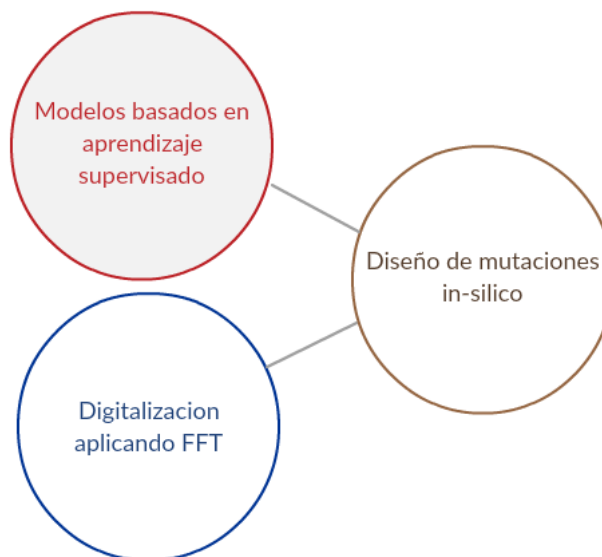 Modelos basados en
aprendizaje
supervisado
Diseño de mutaciones
in-silico
Digitalizacion
aplicando FFT